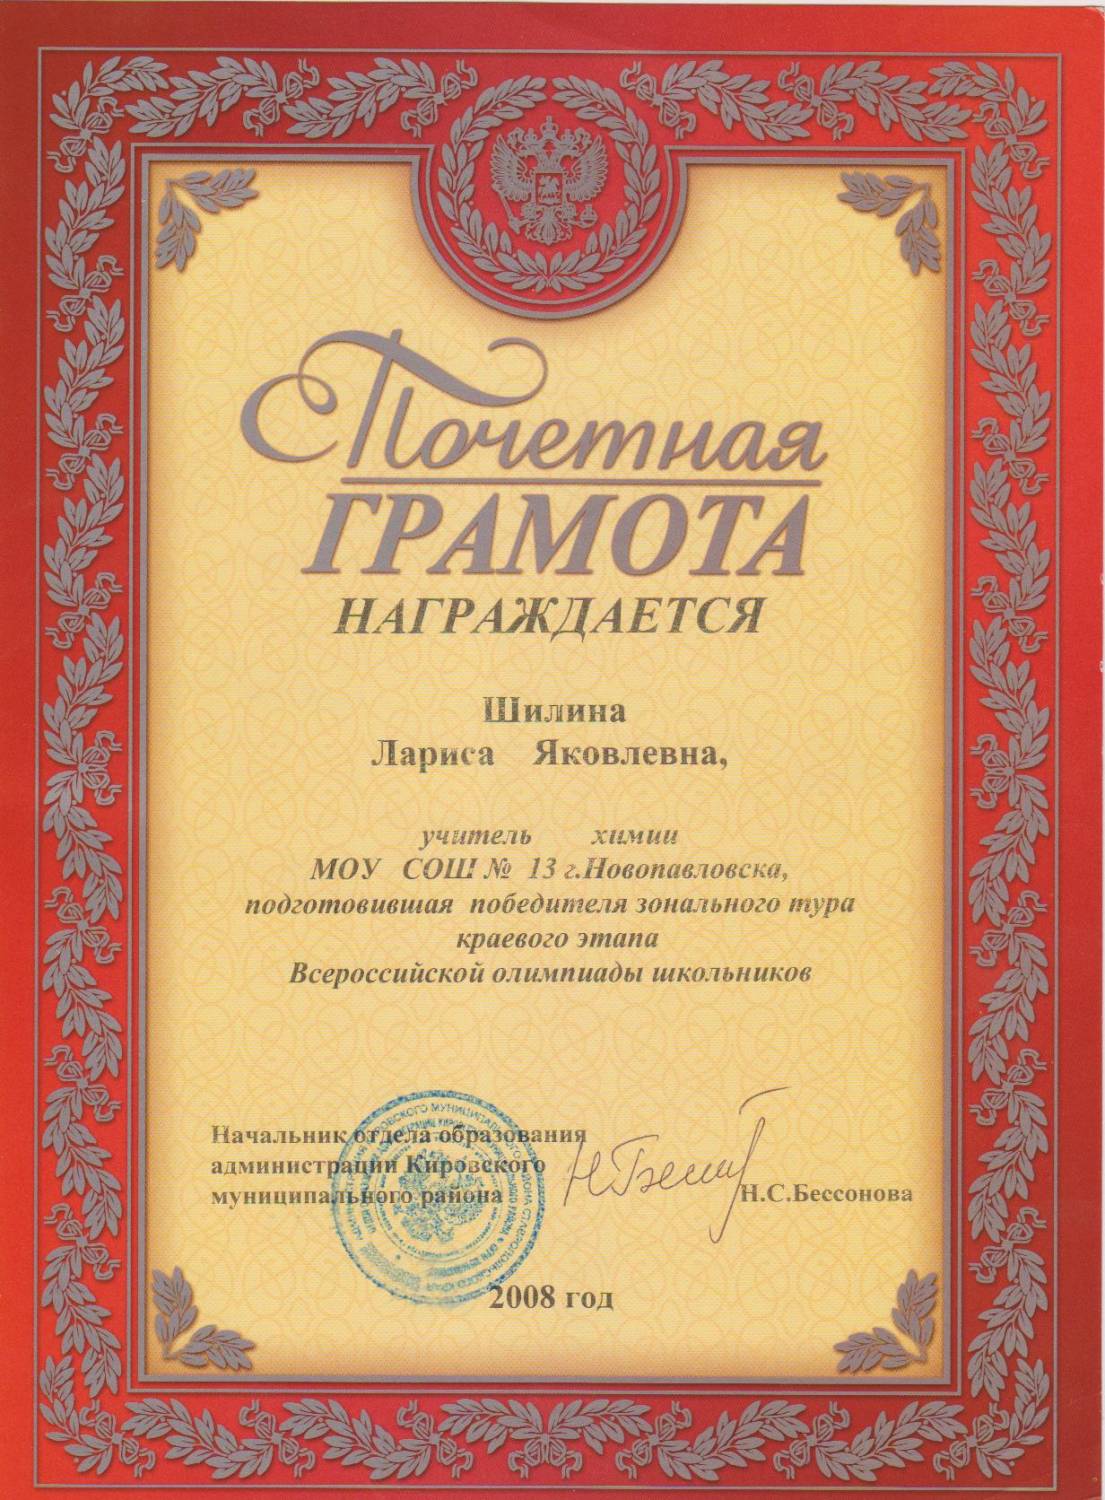 Почетная
ГРАМОТА
НАГРАЖДАЕТСЯ
Шилина
Лариса Яковлевна,
учитель химии
МОУ СОШ № 13 г.Новопавловска,
подготовившая победителя зонального тура
краевого этапа
Всероссийской олимпиады школьников
Начальник отдела образования
администрации Кировского
муниципального района
Н.С.Бессонова
2008 год